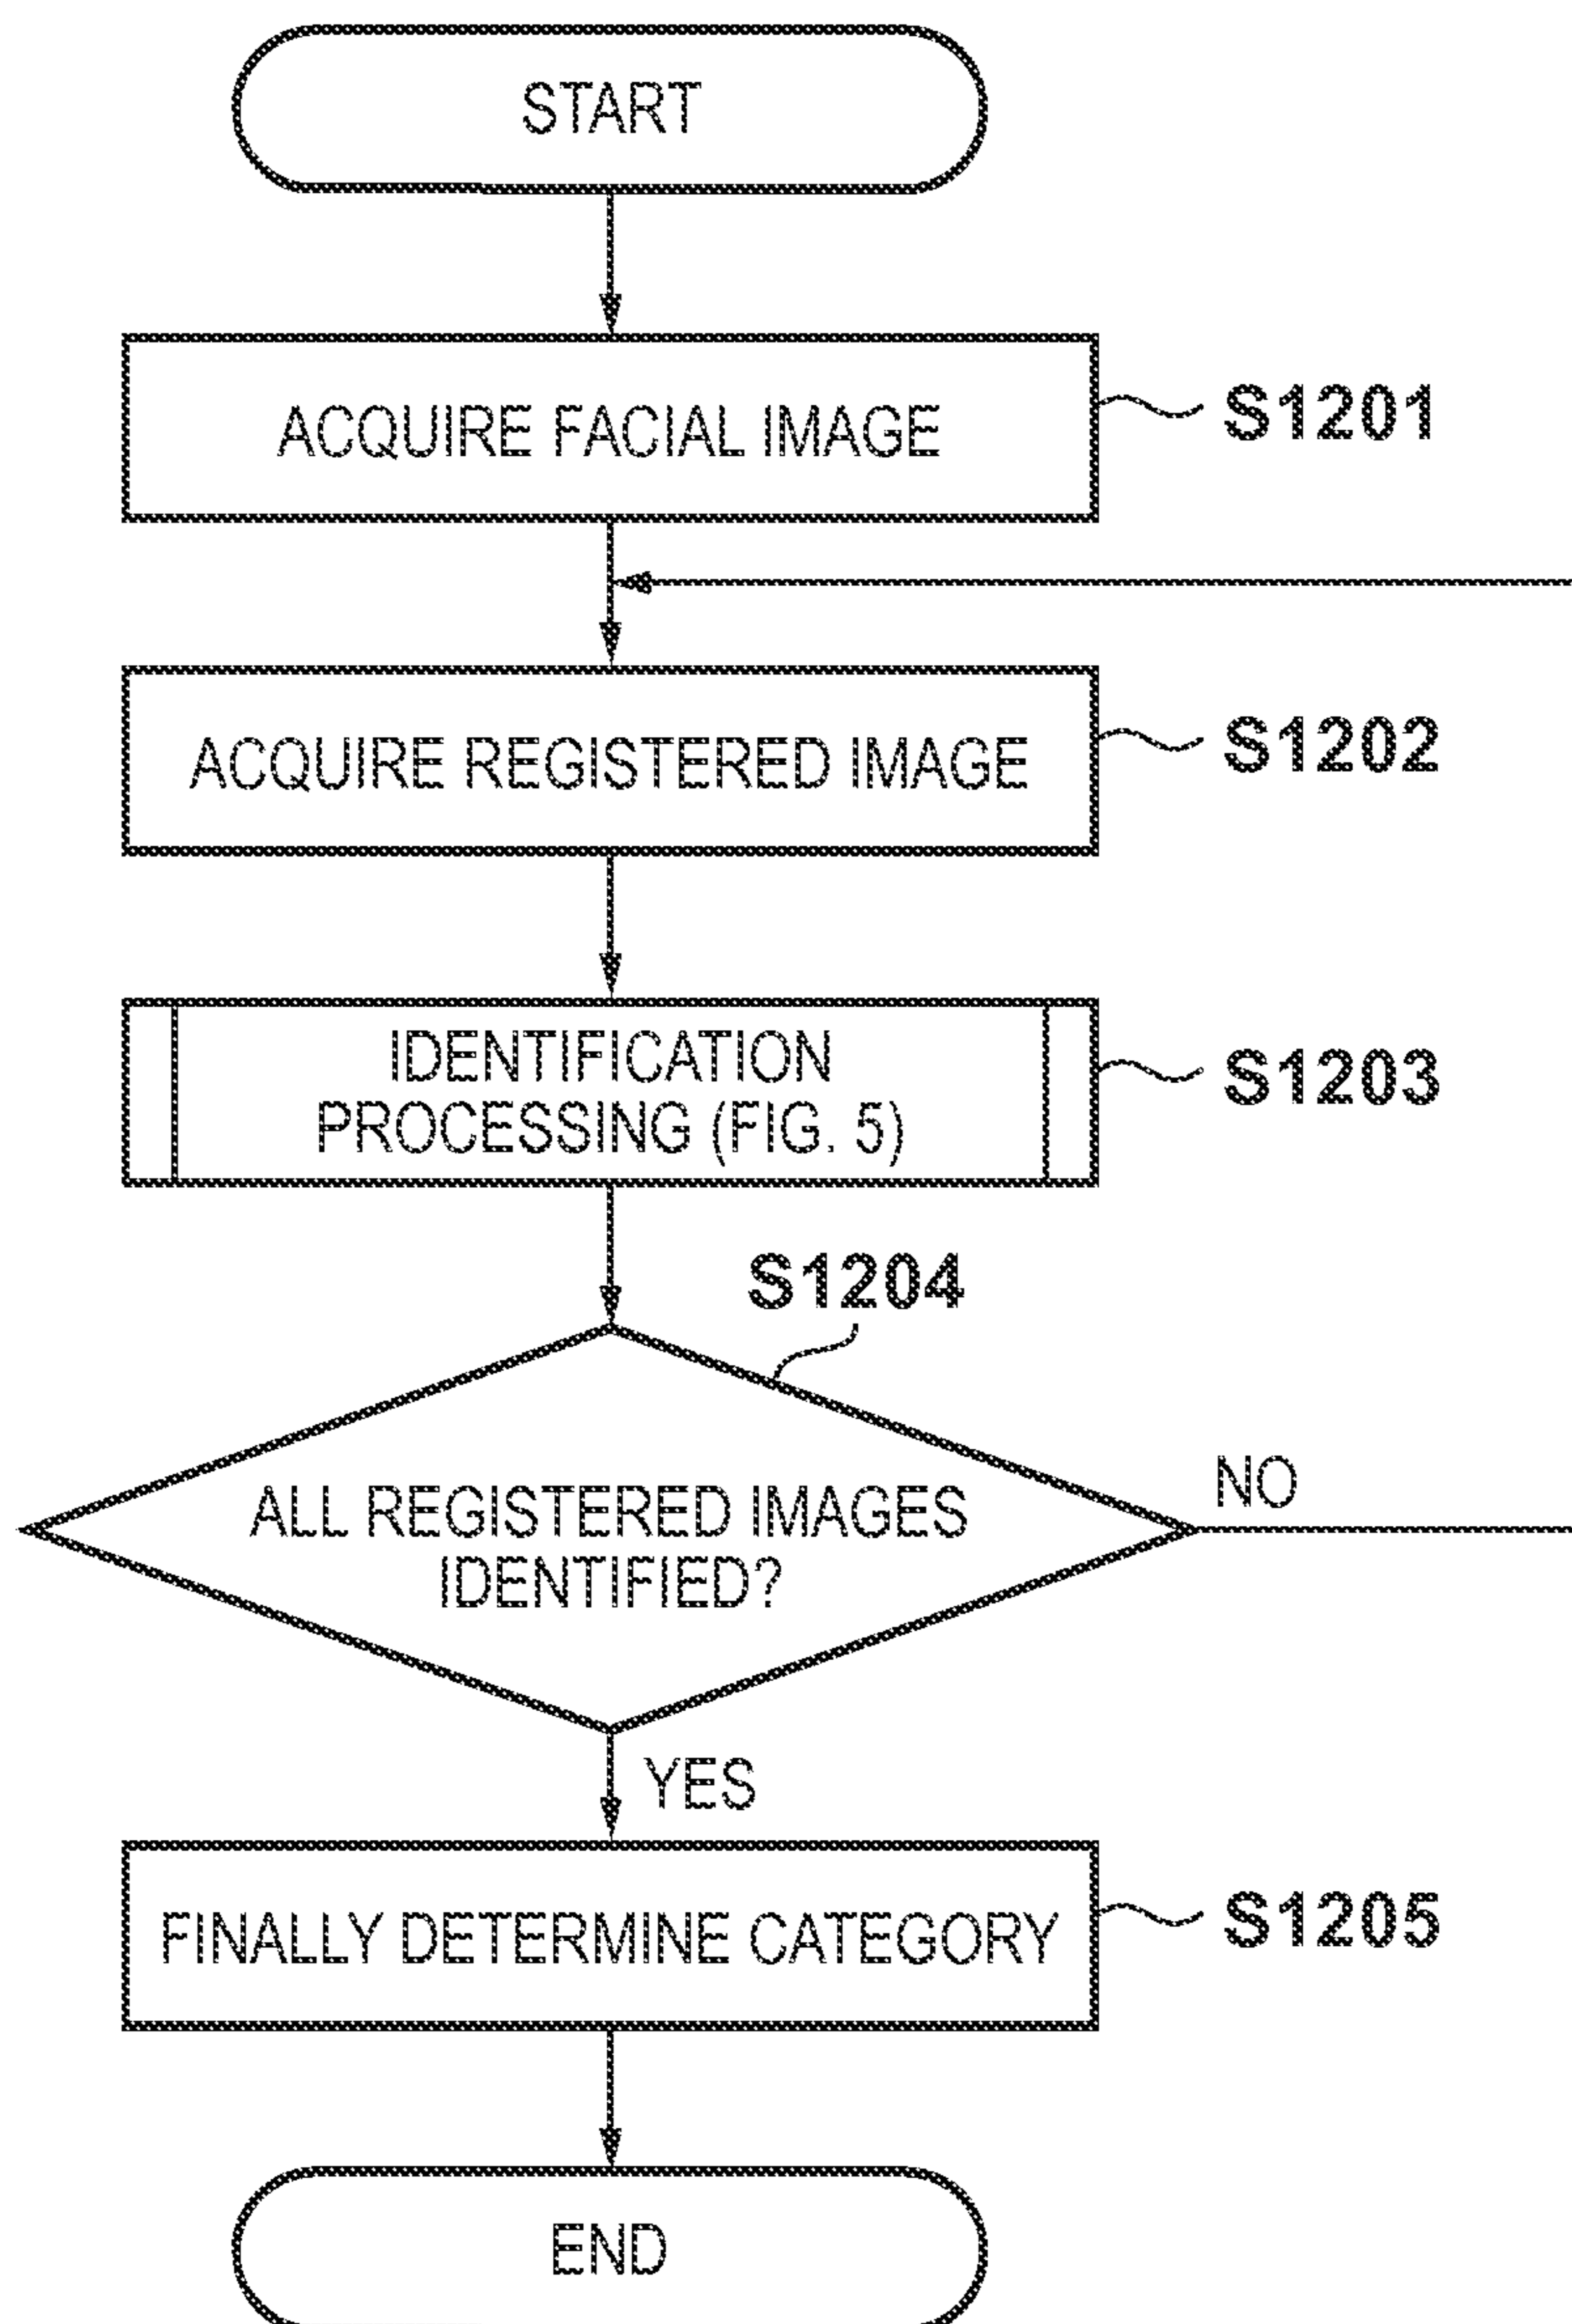 START
ACQUIRE FACIAL IMAGE
S1201
ACQUIRE REGISTERED IMAGE
S1202
IDENTIFICATION
PROCESSING (FIG. 5)
S1203
S1204
ALL REGISTERED IMAGES
IDENTIFIED?
NO
YES
FINALLY DETERMINE CATEGORY
S1205
END